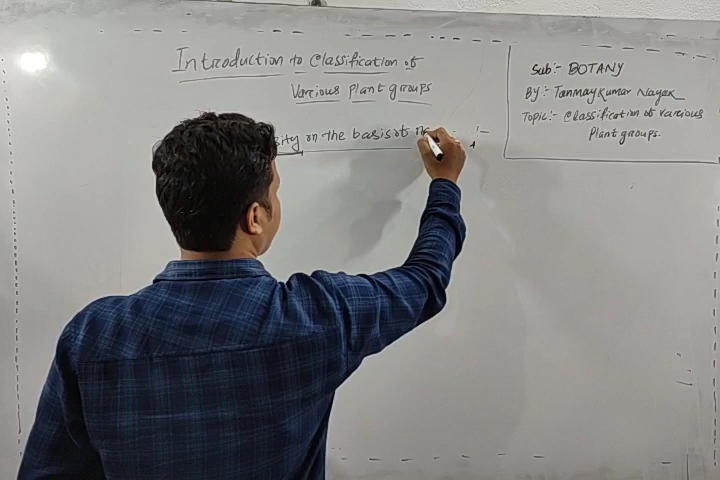 Introduction to Classification of
Various Plant groups
sity on the basis of
Sub:- BOTANY
By:- Tanmay Kumar Nayak
Topic:- Classification of various
Plant groups.